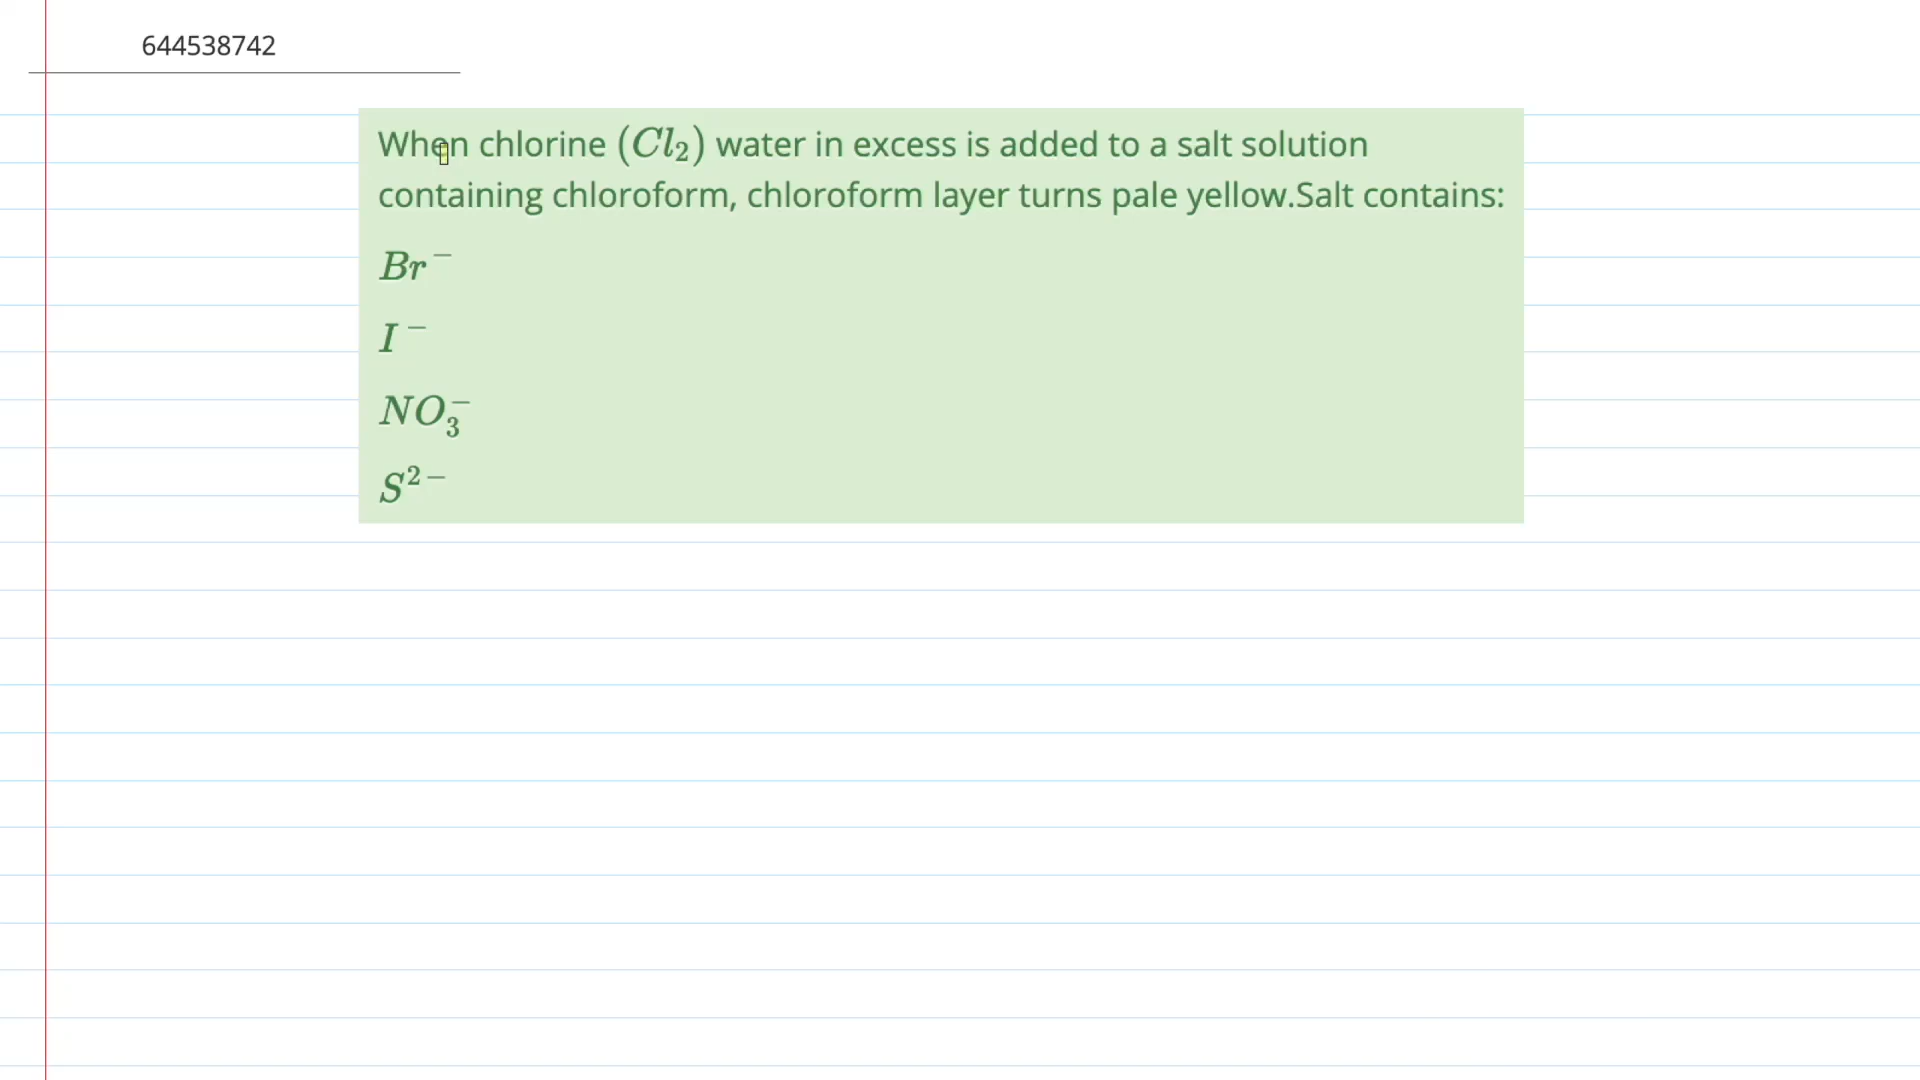 644538742
When chlorine (Cl₂) water in excess is added to a salt solution
containing chloroform, chloroform layer turns pale yellow.Salt contains:
Br⁻
I⁻
NO₃⁻
S²⁻